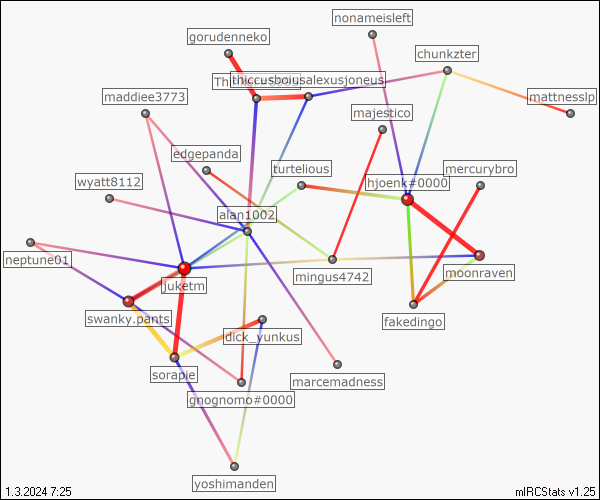 nonameisleft
gorudenneko
chunkzter
thiccusboiusalexusjoneus
maddiee3773
mattnesslp
majestico
edgepanda
turtelious
mercurybro
wyatt8112
hjoenk#0000
alan1002
neptune01
juketm
mingus4742
moonraven
swanky.pants
fakedingo
dick_yunkus
sorapie
marcemadness
gnognomo#0000
yoshimanden
1.3.2024 7:25
mIRCStats v1.25